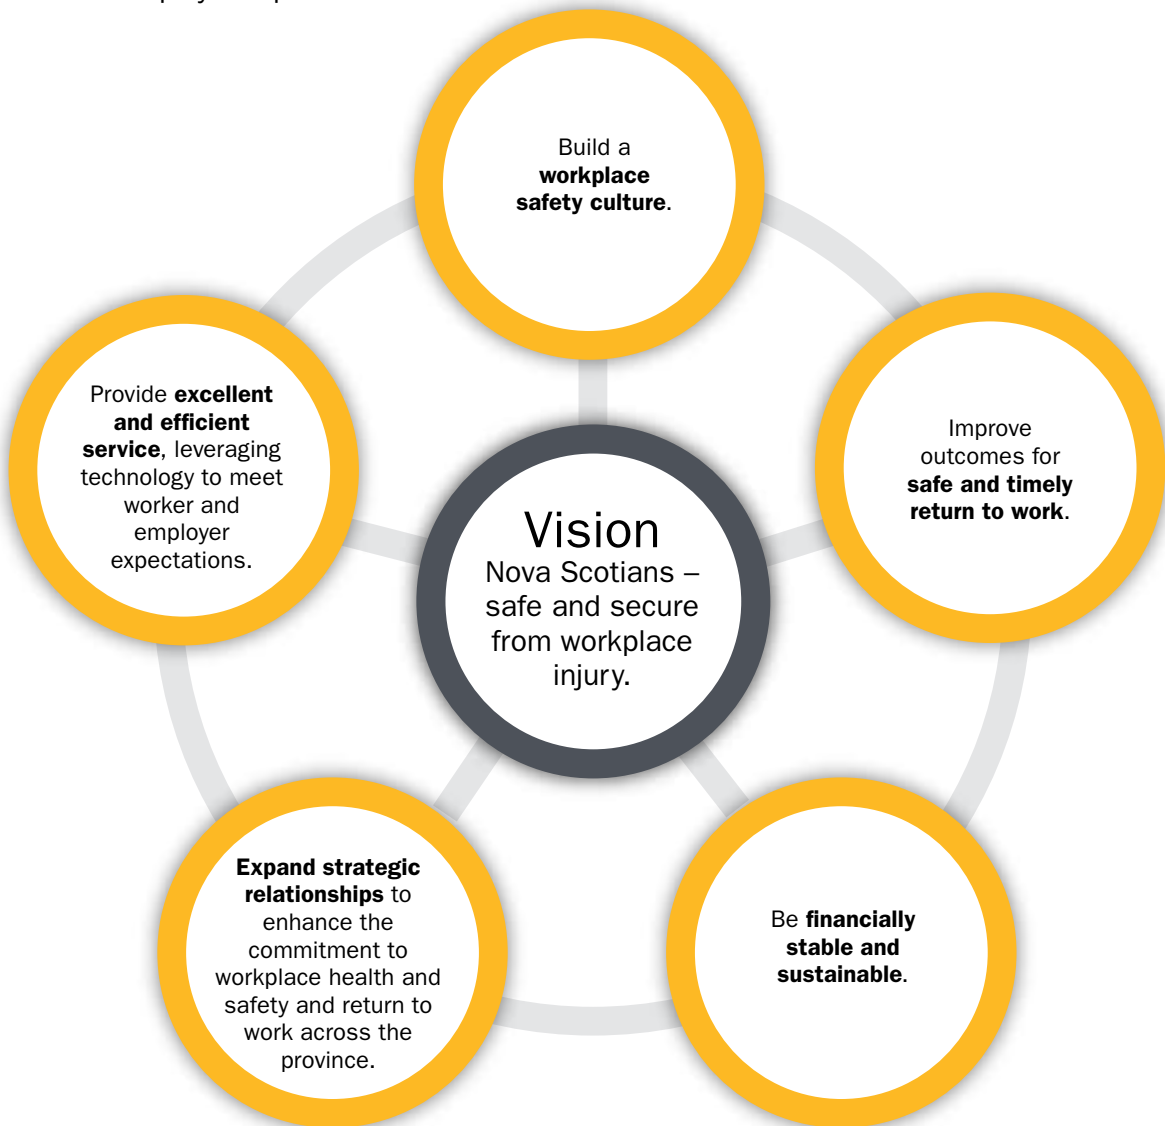 Build a
workplace
safety culture.
Improve
outcomes for
safe and timely
return to work.
Be financially
stable and
sustainable.
Expand strategic
relationships to
enhance the
commitment to
workplace health and
safety and return to
work across the
province.
Provide excellent
and efficient
service, leveraging
technology to meet
worker and
employer
expectations.
Vision
Nova Scotians –
safe and secure
from workplace
injury.